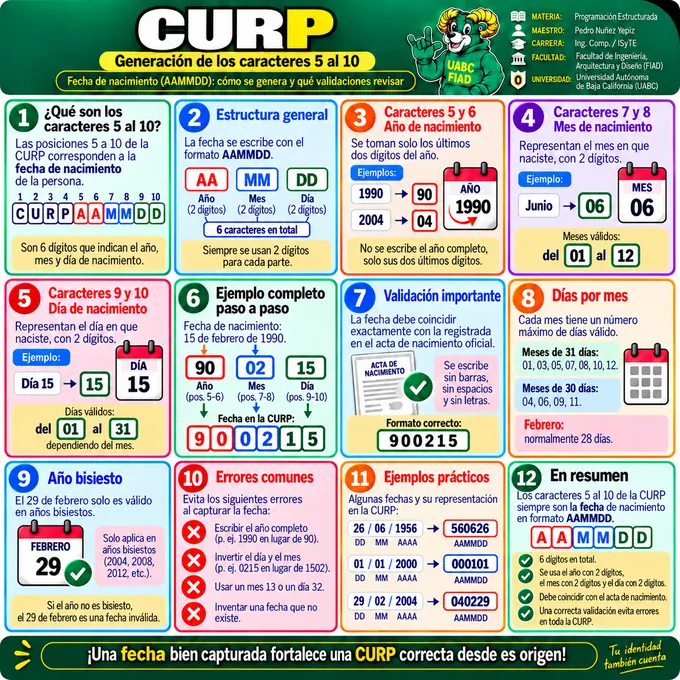 CURP
Generación de los caracteres 5 al 10
Fecha de nacimiento (AAMMDD): cómo se genera y qué validaciones revisar
UABC
FIAD
MATERIA: Programación Estructurada
MAESTRO: Pedro Nuñez Yepiz
CARRERA: Ing. Comp. / ISyTE
FACULTAD: Facultad de Ingeniería,
Arquitectura y Diseño (FIAD)
UNIVERSIDAD: Universidad Autónoma
de Baja California (UABC)
1 ¿Qué son los
caracteres 5 al 10?
Las posiciones 5 a 10 de la
CURP corresponden a la
fecha de nacimiento
de la persona.
1 2 3 4 5 6 7 8 9 10
C U R P A A M M D D
Son 6 dígitos que indican el año,
mes y día de nacimiento.
2 Estructura general
La fecha se escribe con el
formato AAMMDD.
AA MM DD
Año Mes Día
(2 dígitos) (2 dígitos) (2 dígitos)
6 caracteres en total
Siempre se usan 2 dígitos
para cada parte.
3 Caracteres 5 y 6
Año de nacimiento
Se toman solo los últimos
dos dígitos del año.
Ejemplos:
1990 → 90
2004 → 04
AÑO
1990
No se escribe el año completo,
solo sus dos últimos dígitos.
4 Caracteres 7 y 8
Mes de nacimiento
Representan el mes en que
naciste, con 2 dígitos.
Ejemplo:
Junio → 06
MES
06
Meses válidos:
del 01 al 12
5 Caracteres 9 y 10
Día de nacimiento
Representan el día en que
naciste, con 2 dígitos.
Ejemplo:
Día 15 → 15
DÍA
15
Días válidos:
del 01 al 31
dependiendo del mes.
6 Ejemplo completo
paso a paso
Fecha de nacimiento:
15 de febrero de 1990.
90 02 15
Año Mes Día
(pos. 5-6) (pos. 7-8) (pos. 9-10)
Fecha en la CURP:
9 0 0 2 1 5
7 Validación importante
La fecha debe coincidir
exactamente con la registrada
en el acta de nacimiento oficial.
ACTA DE
NACIMIENTO
Se escribe
sin barras,
sin espacios
y sin letras.
Formato correcto:
900215
8 Días por mes
Cada mes tiene un número
máximo de días válido.
Meses de 31 días:
01, 03, 05, 07, 08, 10, 12.
Meses de 30 días:
04, 06, 09, 11.
Febrero:
normalmente 28 días.
9 Año bisiesto
El 29 de febrero solo es válido
en años bisiestos.
FEBRERO
29
Solo aplica en
años bisiestos
(2004, 2008,
2012, etc.).
Si el año no es bisiesto,
el 29 de febrero es una fecha inválida.
10 Errores comunes
Evita los siguientes errores
al capturar la fecha:
Escribir el año completo
(p. ej. 1990 en lugar de 90).
Invertir el día y el mes
(p. ej. 0215 en lugar de 1502).
Usar un mes 13 o un día 32.
Inventar una fecha que no
existe.
11 Ejemplos prácticos
Algunas fechas y su representación
en la CURP:
26 / 06 / 1956 → 560626
DD MM AAAA AAMMDD
01 / 01 / 2000 → 000101
DD MM AAAA AAMMDD
29 / 02 / 2004 → 040229
DD MM AAAA AAMMDD
12 En resumen
Los caracteres 5 al 10 de la CURP
siempre son la fecha de nacimiento
en formato AAMMDD.
A A M M D D
6 dígitos en total.
Se usa el año con 2 dígitos,
el mes con 2 dígitos y el día con 2 dígitos.
Debe coincidir con el acta de nacimiento.
Una correcta validación evita errores
en toda la CURP.
¡Una fecha bien capturada fortalece una CURP correcta desde es origen!
Tu identidad
también cuenta